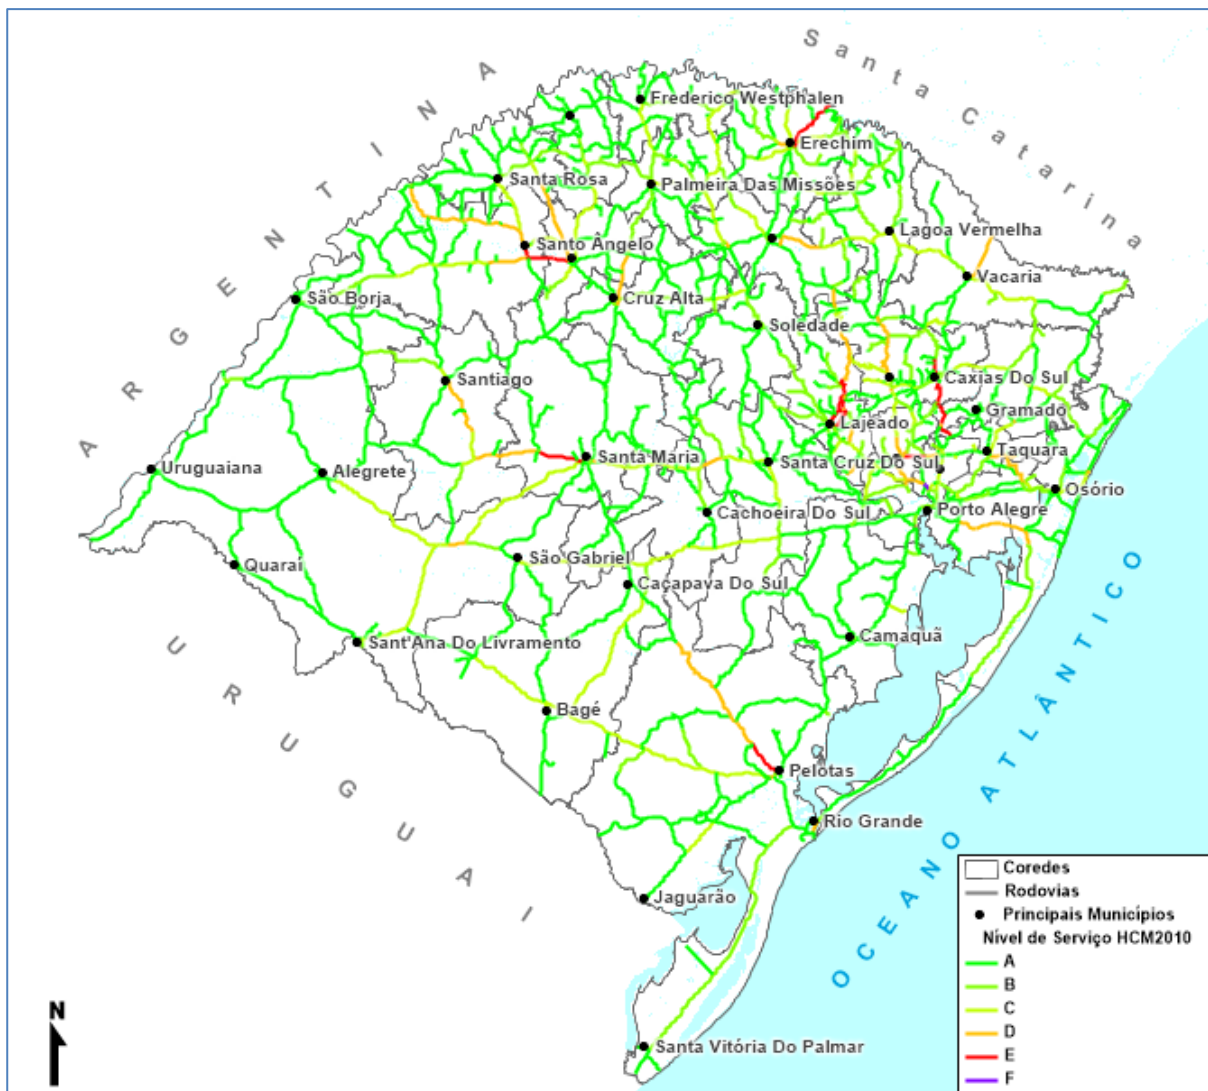 Santa Catarina
ARGENTINA
Frederico Westphalen
Erechim
Santa Rosa
Palmeira Das Missões
Lagoa Vermelha
Santo Ângelo
Vacaria
São Borja
Cruz Alta
Soledade
Santiago
Caxias Do Sul
Gramado
Lajeado
Taquara
Uruguaiana
Alegrete
Santa Maria
Santa Cruz Do Sul
Osório
Cachoeira Do Sul
Porto Alegre
São Gabriel
Quaraí
Caçapava Do Sul
Camaquã
Sant'Ana Do Livramento
URUGUAI
Bagé
OCEANO ATLÂNTICO
Pelotas
Rio Grande
Jaguarão
Santa Vitória Do Palmar
N
Coredes
Rodovias
Principais Municípios
Nível de Serviço HCM2010
A
B
C
D
E
F